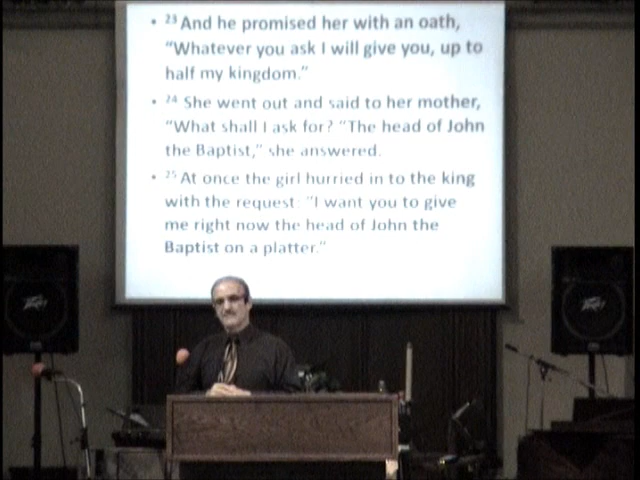 • 23 And he promised her with an oath,
"Whatever you ask I will give you, up to
half my kingdom."
• 24 She went out and said to her mother,
"What shall I ask for? "The head of John
the Baptist," she answered.
• 25 At once the girl hurried in to the king
with the request: "I want you to give
me right now the head of John the
Baptist on a platter."